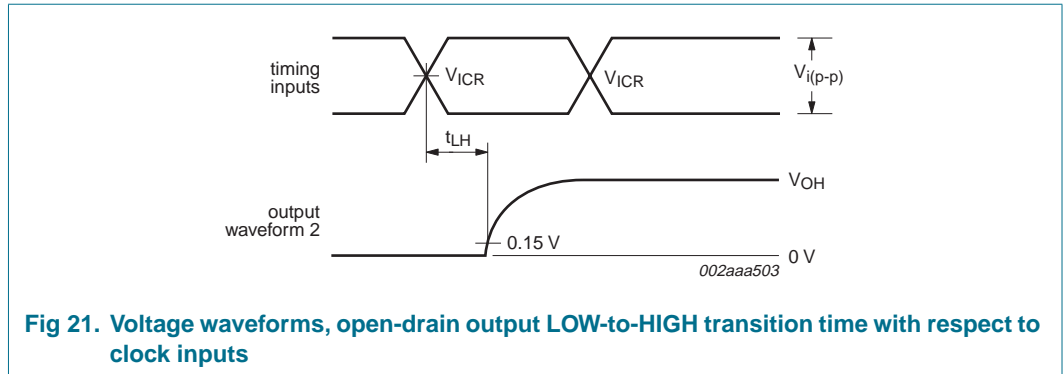 timing
inputs
VICR
VICR
Vi(p-p)
tLH
output
waveform 2
VOH
0.15 V
0 V
002aaa503
Fig 21. Voltage waveforms, open-drain output LOW-to-HIGH transition time with respect to
clock inputs